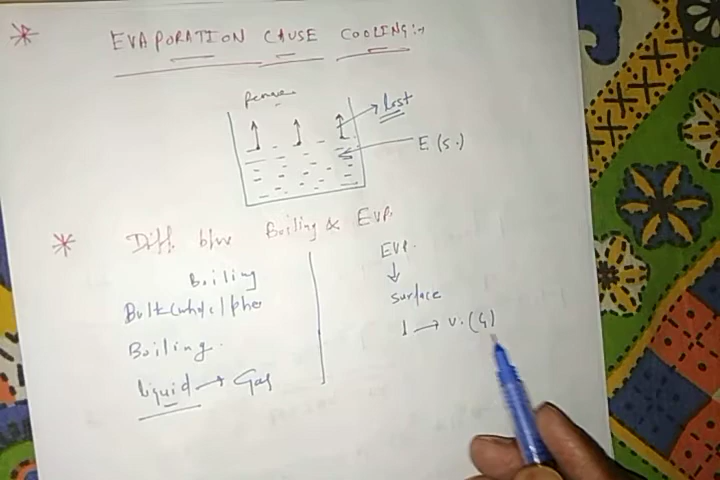 EVAPORATION CAUSE COOLING:-
Lost
E (S.)
Diff. b/w Boiling & EVP.
Boiling
EVP.
Bulk(whole) phe
surface
Boiling.
l → v. (G)
liquid → Gas